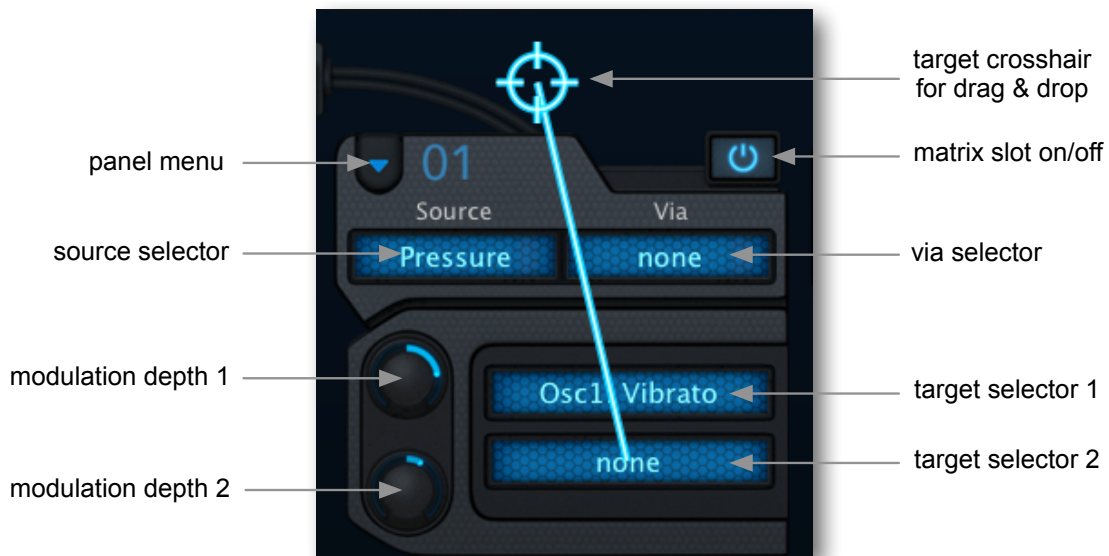 target crosshair
for drag & drop
panel menu
01
matrix slot on/off
Source
Via
source selector
Pressure
none
via selector
modulation depth 1
Osc1: Vibrato
target selector 1
none
target selector 2
modulation depth 2